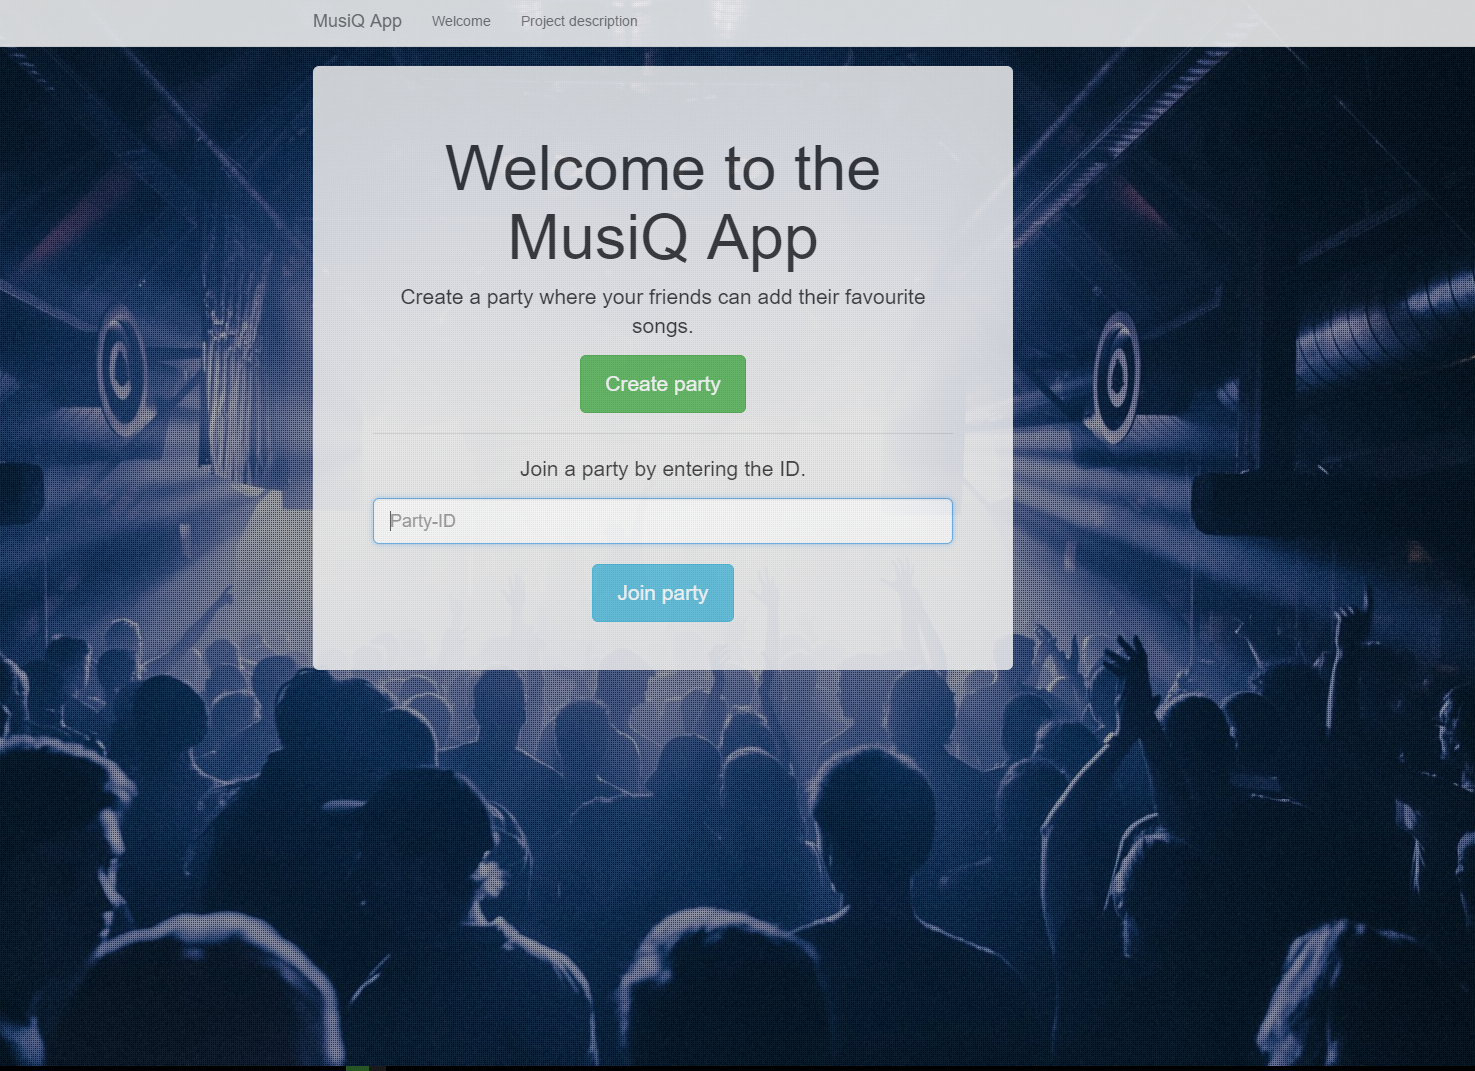 MusiQ App Welcome Project description
Welcome to the
MusiQ App
Create a party where your friends can add their favourite
songs.
Create party
Join a party by entering the ID.
Party-ID
Join party